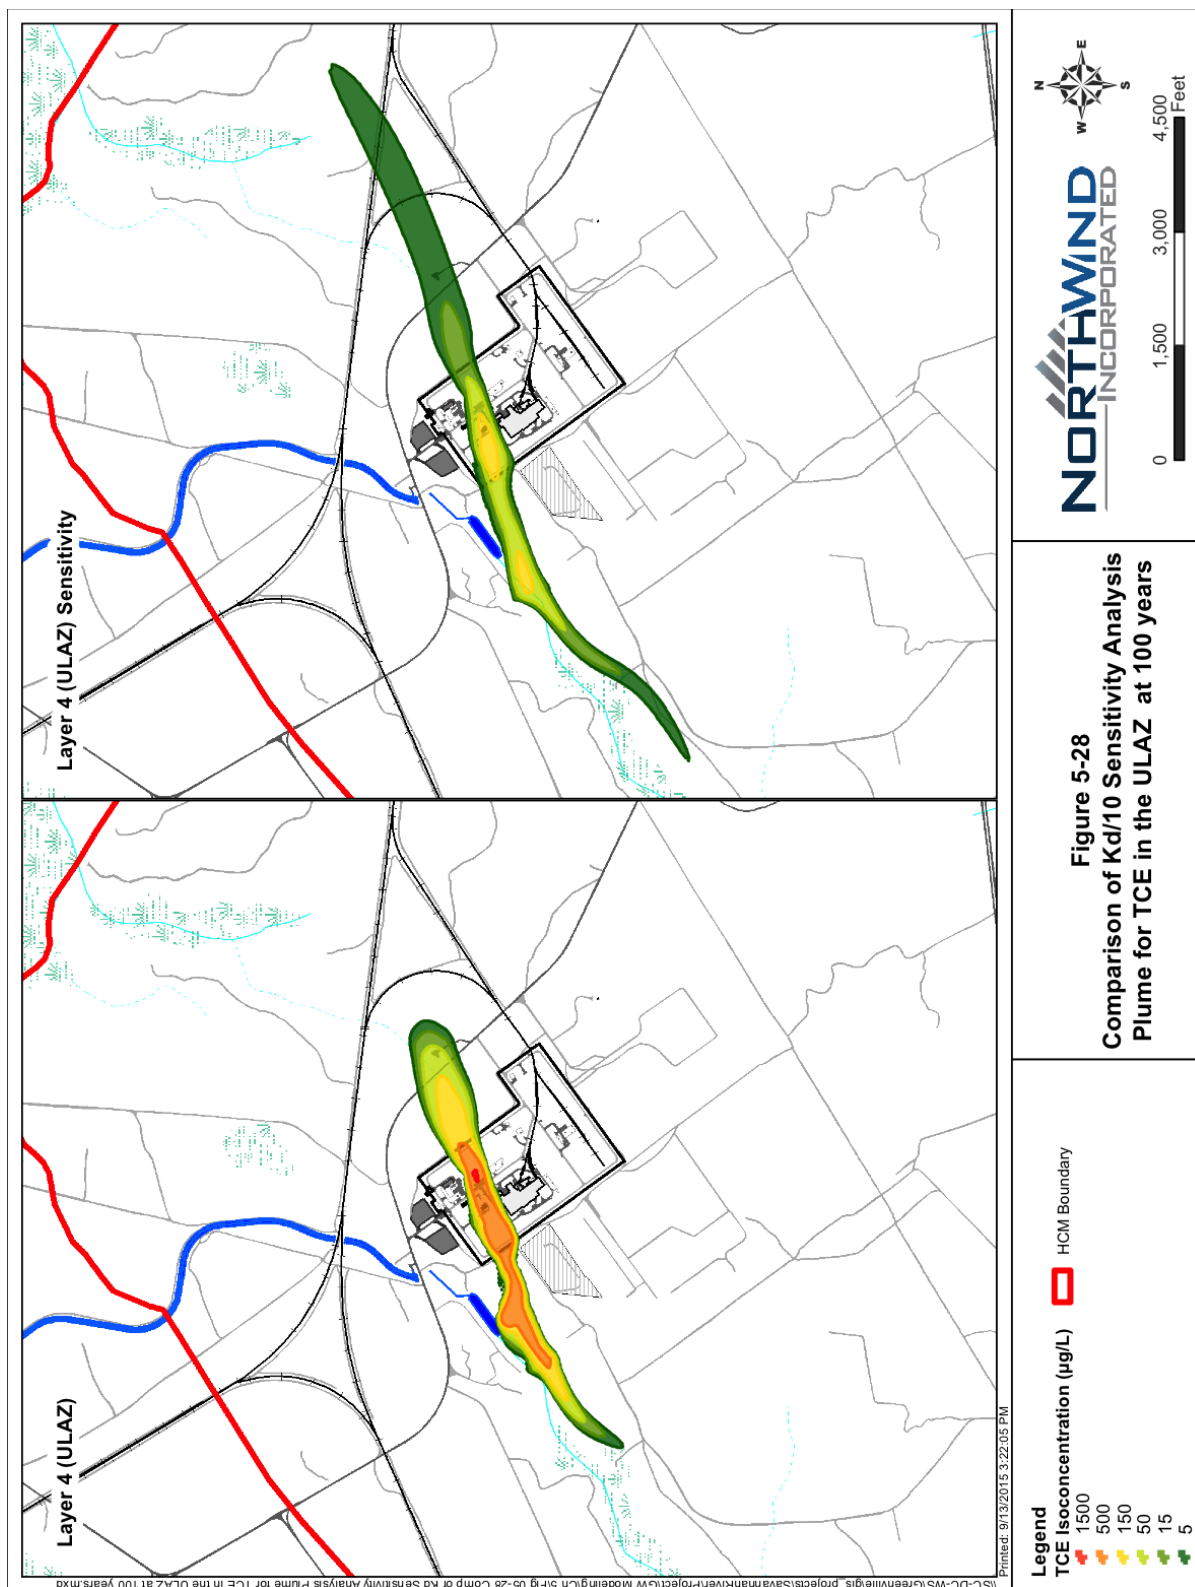 Layer 4 (ULAZ)
Layer 4 (ULAZ) Sensitivity
Printed: 9/13/2015 3:22:05 PM
Legend
TCE Isoconcentration (µg/L)
1500
500
150
50
15
5
HCM Boundary
Figure 5-28
Comparison of Kd/10 Sensitivity Analysis
Plume for TCE in the ULAZ at 100 years
NORTHWIND
INCORPORATED
N
W
E
S
0 1,500 3,000 4,500
Feet